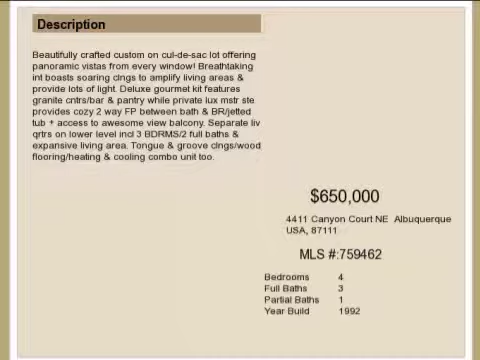 Description
Beautifully crafted custom on cul-de-sac lot offering
panoramic vistas from every window! Breathtaking
int boasts soaring clngs to amplify living areas &
provide lots of light. Deluxe gourmet kit features
granite cntrs/bar & pantry while private lux mstr ste
provides cozy 2 way FP between bath & BR/jetted
tub + access to awesome view balcony. Separate liv
qrtrs on lower level incl 3 BDRMS/2 full baths &
expansive living area. Tongue & groove clngs/wood
flooring/heating & cooling combo unit too.
$650,000
4411 Canyon Court NE  Albuquerque
USA, 87111
MLS #:759462
Bedrooms 4
Full Baths 3
Partial Baths 1
Year Build 1992